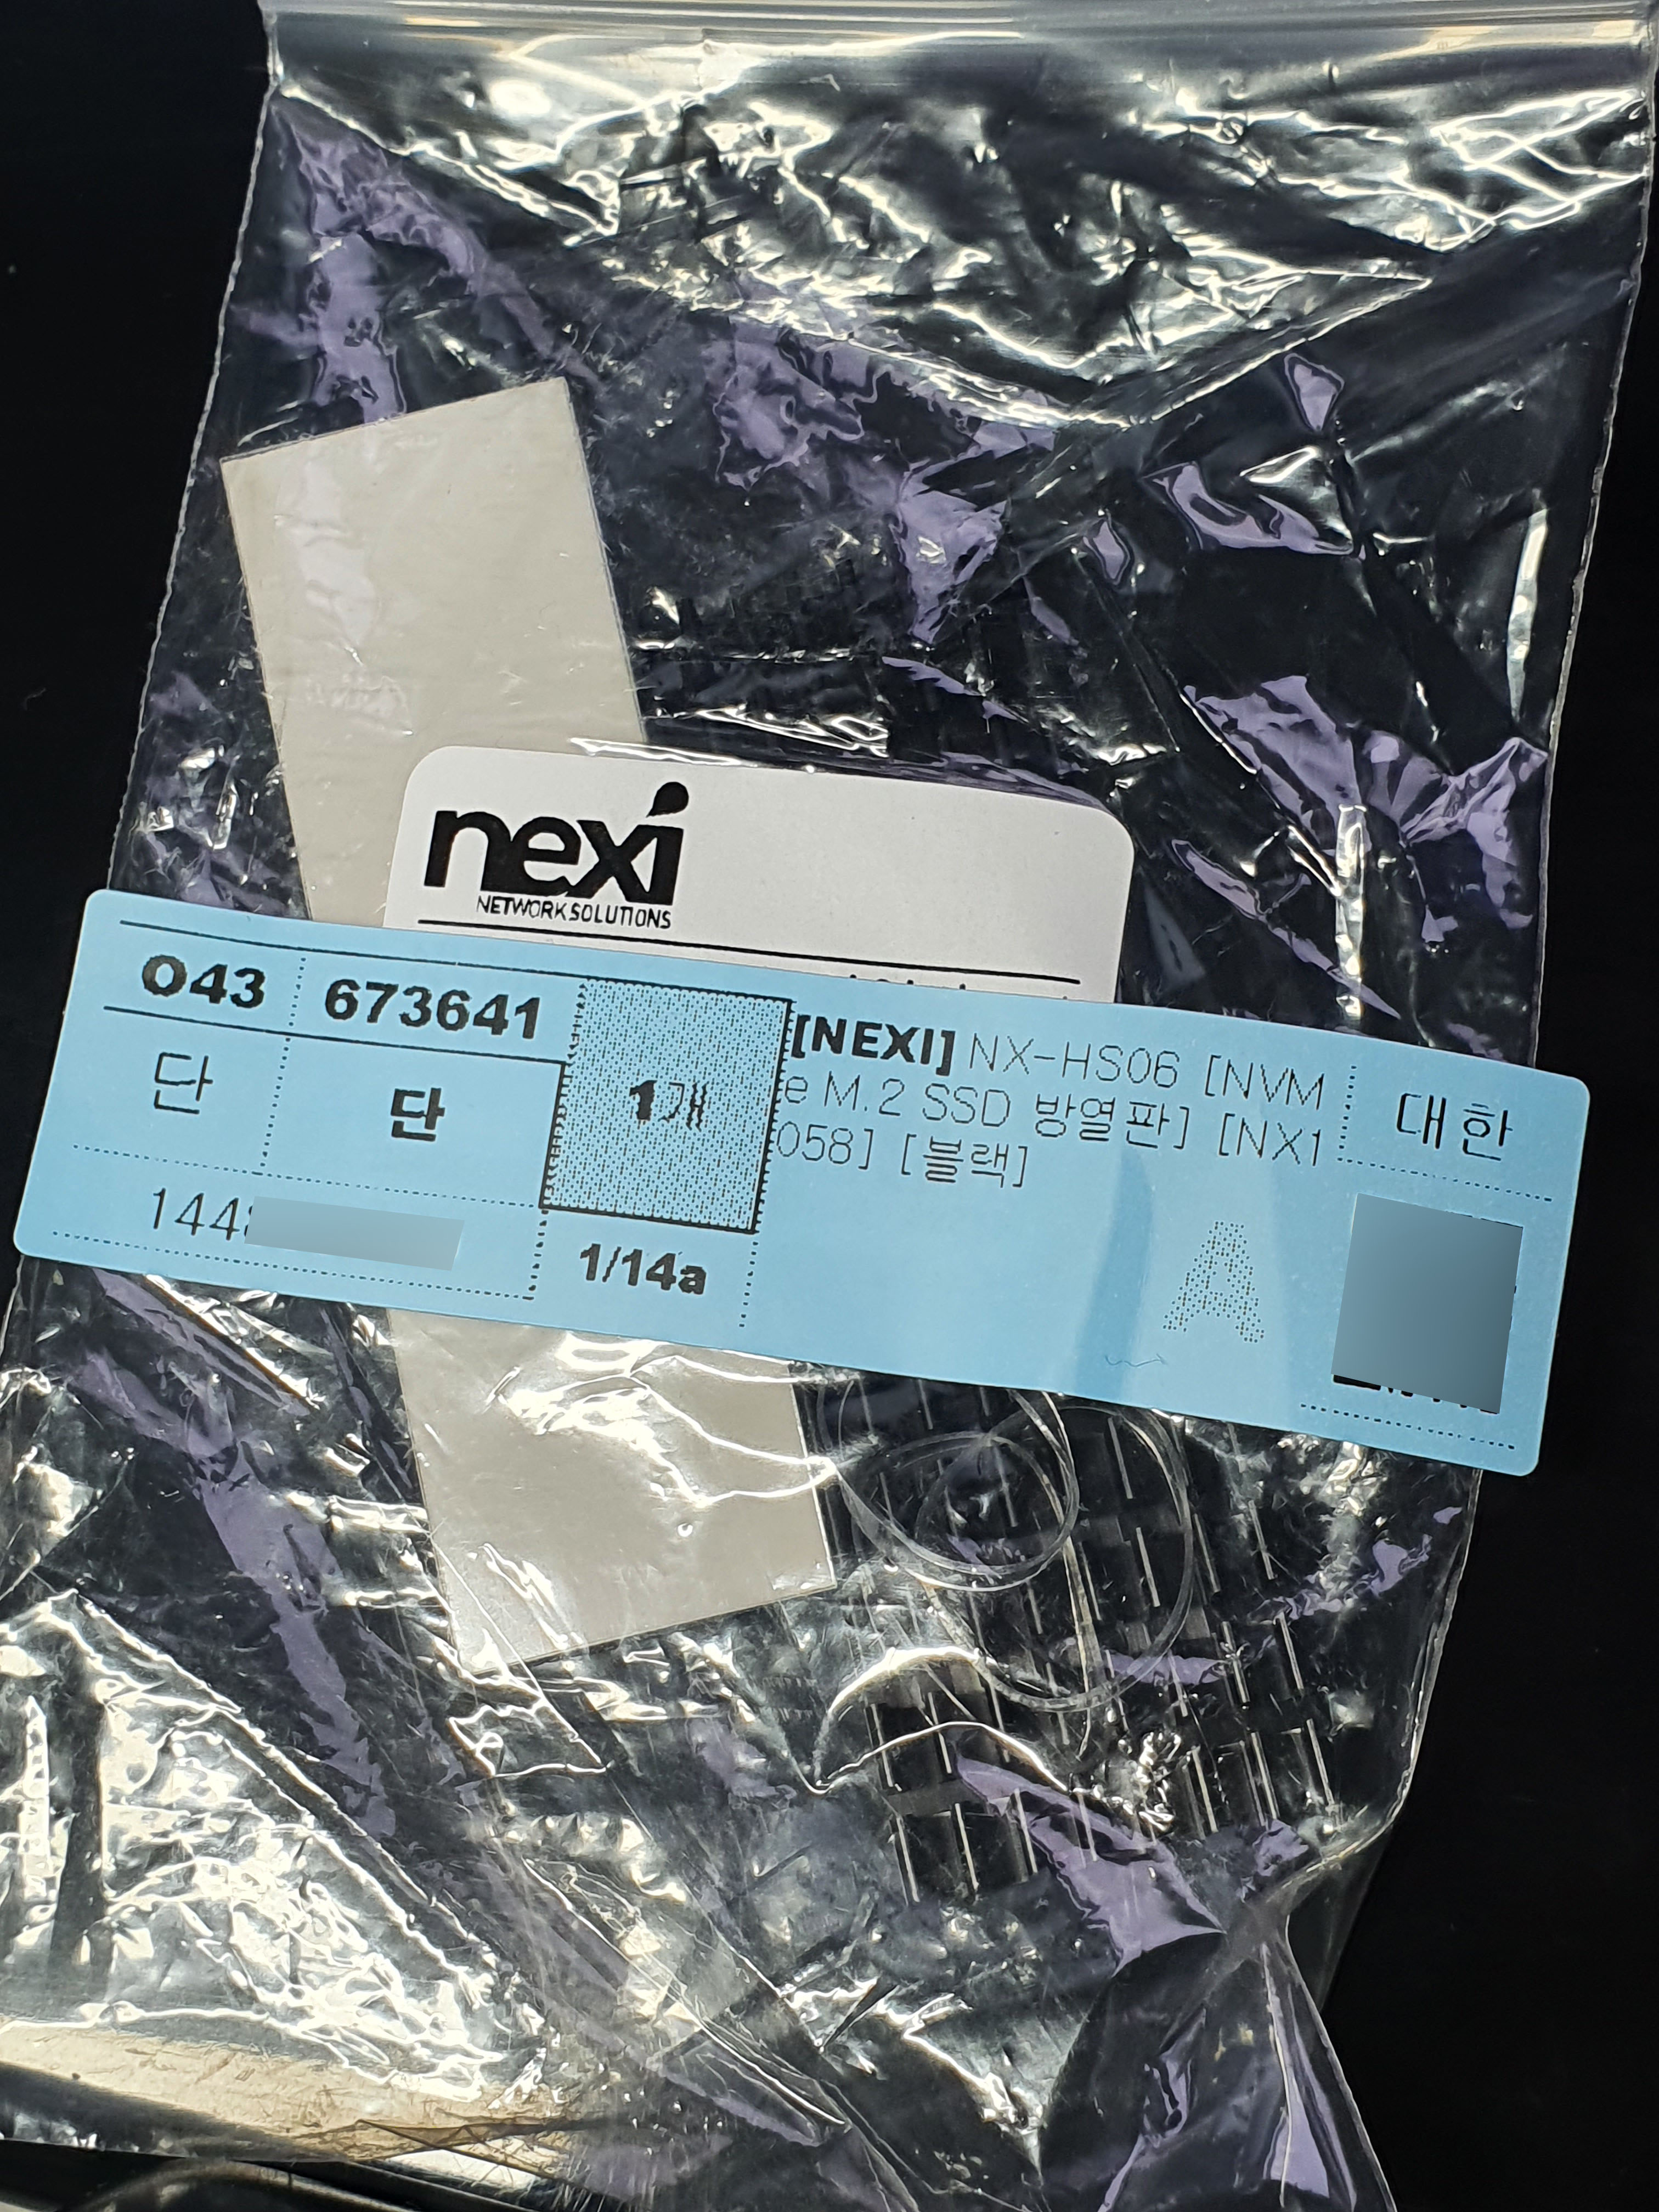 nexi
NETWORK SOLUTIONS
O43
673641
단
단
1개
[NEXI] NX-HS06 [NVM
e M.2 SSD 방열판] [NX1
058] [블랙]
대한
144
1/14a
A